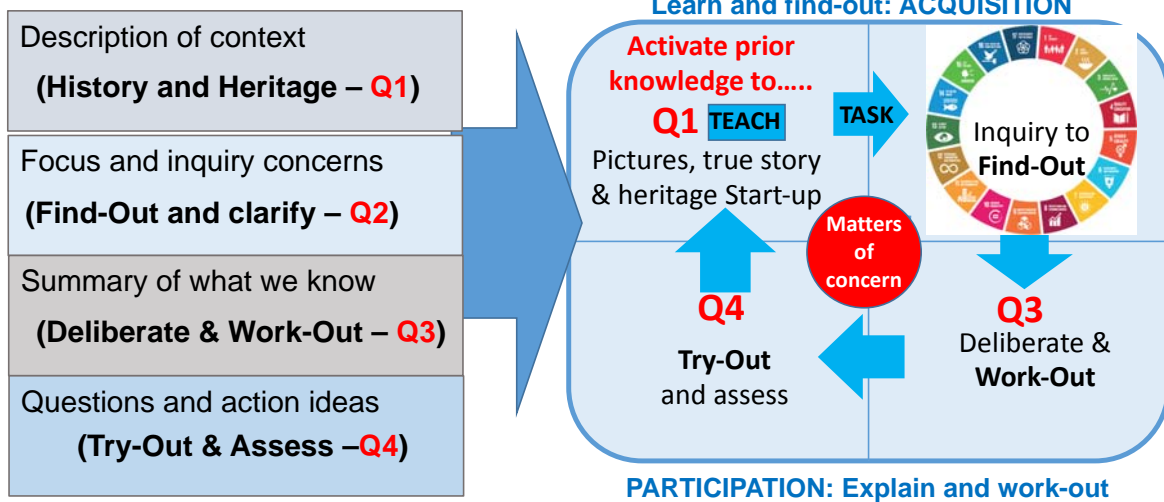 Description of context
(History and Heritage – Q1)
Focus and inquiry concerns
(Find-Out and clarify – Q2)
Summary of what we know
(Deliberate & Work-Out – Q3)
Questions and action ideas
(Try-Out & Assess –Q4)
Learn and find-out: ACQUISITION
Activate prior
knowledge to…..
Q1 TEACH
Pictures, true story
& heritage Start-up
TASK
Inquiry to
Find-Out
Matters
of
concern
Q3
Deliberate &
Work-Out
Q4
Try-Out
and assess
PARTICIPATION: Explain and work-out